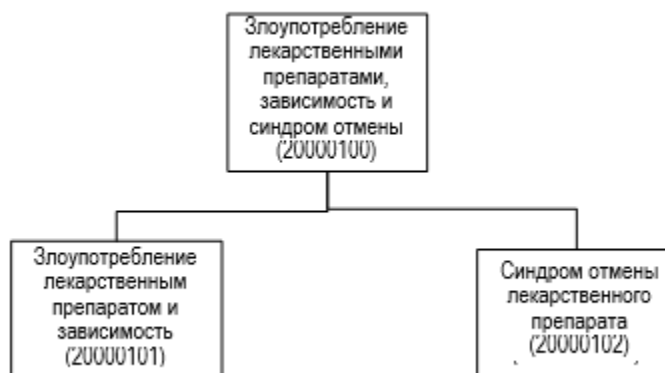 Злоупотребление
лекарственными
препаратами,
зависимость и
синдром отмены
(20000100)
Злоупотребление
лекарственным
препаратом и
зависимость
(20000101)
Синдром отмены
лекарственного
препарата
(20000102)